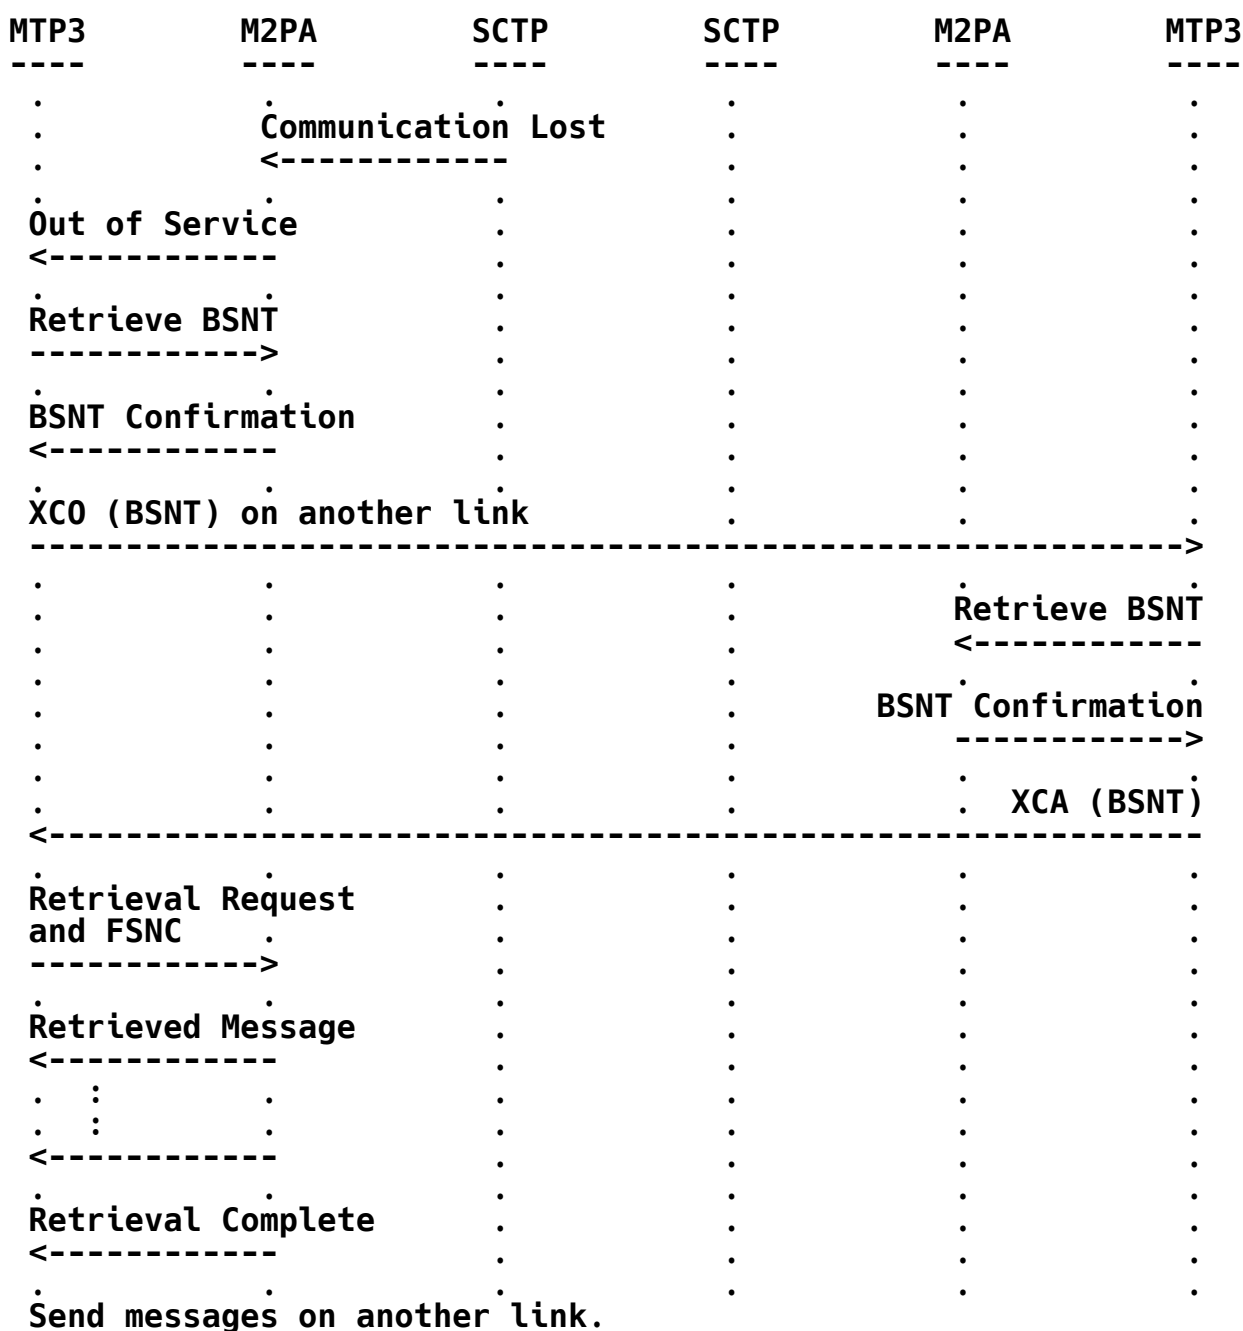 MTP3        M2PA        SCTP        SCTP        M2PA        MTP3
----        ----        ----        ----        ----        ----
 .           .           .           .           .           .
 .           Communication Lost      .           .           .
 .           <------------           .           .           .
 .           .           .           .           .           .
 Out of Service          .           .           .           .
 <------------           .           .           .           .
 .           .           .           .           .           .
 Retrieve BSNT           .           .           .           .
 ------------>           .           .           .           .
 .           .           .           .           .           .
 BSNT Confirmation       .           .           .           .
 <------------           .           .           .           .
 .           .           .           .           .           .
 XCO (BSNT) on another link          .           .           .
 ------------------------------------------------------------>
 .           .           .           .           .           .
 .           .           .           .           Retrieve BSNT
 .           .           .           .           <------------
 .           .           .           .           .           .
 .           .           .           .       BSNT Confirmation
 .           .           .           .           ------------>
 .           .           .           .           .           .
 .           .           .           .           .  XCA (BSNT)
 <------------------------------------------------------------
 .           .           .           .           .           .
 Retrieval Request       .           .           .           .
 and FSNC    .           .           .           .           .
 ------------>           .           .           .           .
 .           .           .           .           .           .
 Retrieved Message       .           .           .           .
 <------------           .           .           .           .
 .  :        .           .           .           .           .
 .  :        .           .           .           .           .
 <------------           .           .           .           .
 .           .           .           .           .           .
 Retrieval Complete      .           .           .           .
 <------------           .           .           .           .
 .           .           .           .           .           .
 Send messages on another link.